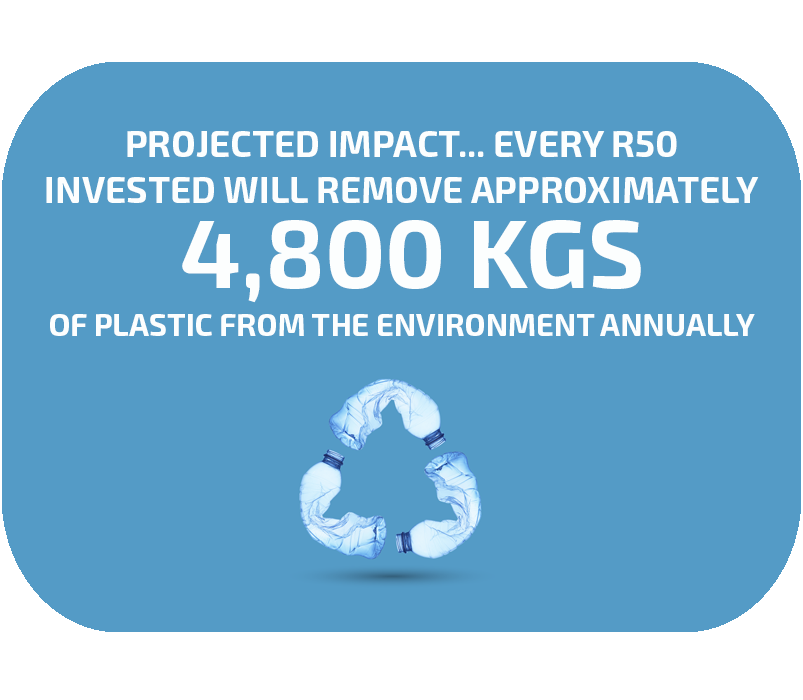 PROJECTED IMPACT... EVERY R50
INVESTED WILL REMOVE APPROXIMATELY
4,800 KGS
OF PLASTIC FROM THE ENVIRONMENT ANNUALLY